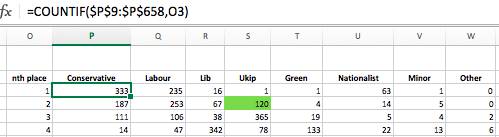 fx =COUNTIF($P$9:$P$658,O3)
O P Q R S T U V W
nth place Conservative Labour Lib Ukip Green Nationalist Minor Other
1 333 235 16 1 1 63 1 0
2 187 253 67 120 4 14 5 0
3 111 106 38 365 19 5 4 2
4 14 47 342 78 133 22 13 6